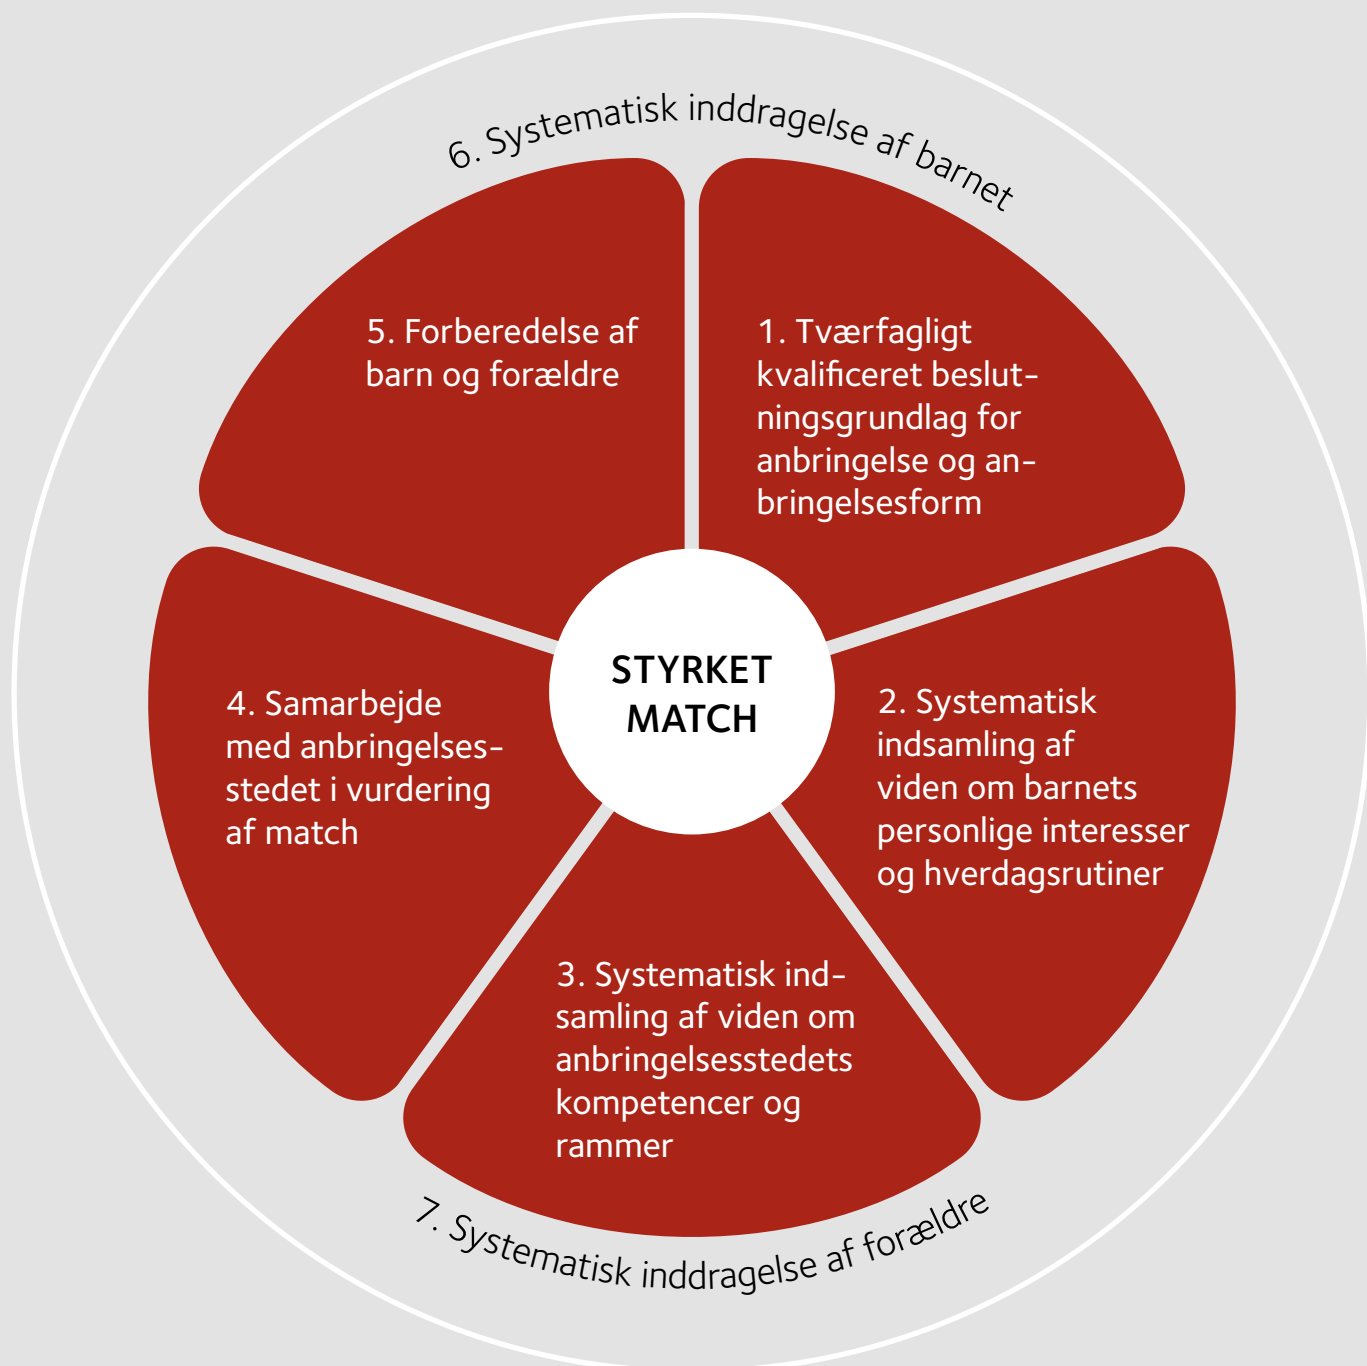 6. Systematisk inddragelse af barnet
5. Forberedelse af
barn og forældre
1. Tværfagligt
kvalificeret beslut-
ningsgrundlag for
anbringelse og an-
bringelsesform
STYRKET
MATCH
4. Samarbejde
med anbringelses-
stedet i vurdering
af match
2. Systematisk
indsamling af
viden om barnets
personlige interesser
og hverdagsrutiner
3. Systematisk ind-
samling af viden om
anbringelsesstedets
kompetencer og
rammer
7. Systematisk inddragelse af forældre